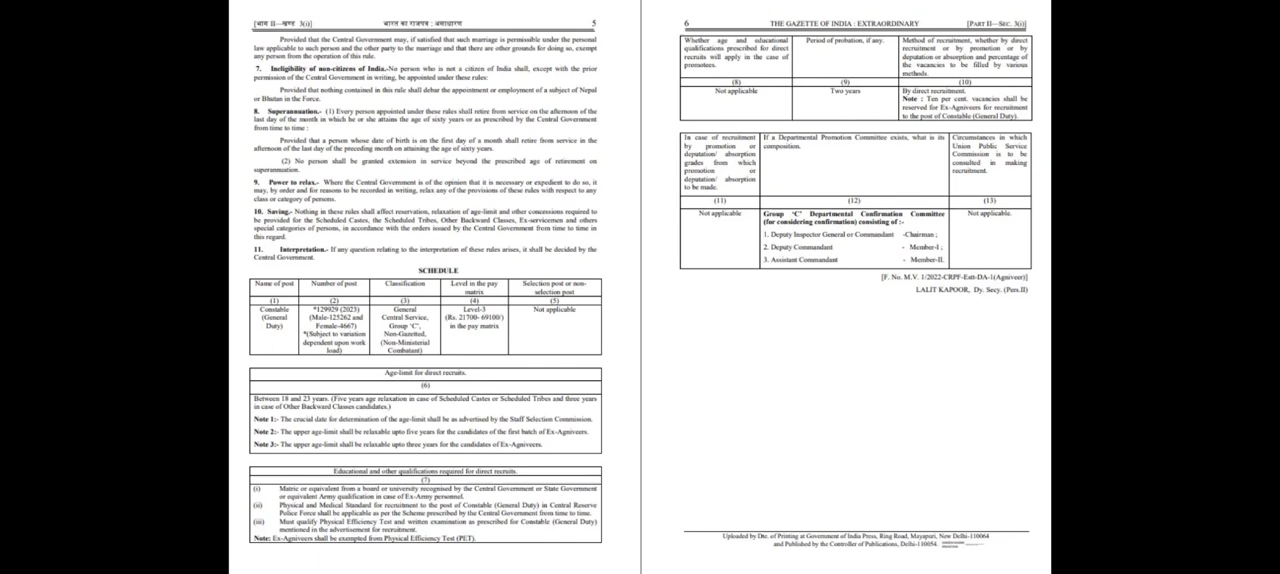 [भाग II—खण्ड 3(i)] भारत का राजपत्र : असाधारण 5
Provided that the Central Government may, if satisfied that such marriage is permissible under the personal
law applicable to such person and the other party to the marriage and that there are other grounds for doing so, exempt
any person from the operation of this rule.
7. Ineligibility of non-citizens of India.-No person who is not a citizen of India shall, except with the prior
permission of the Central Government in writing, be appointed under these rules:
Provided that nothing contained in this rule shall debar the appointment or employment of a subject of Nepal
or Bhutan in the Force.
8. Superannuation.- (1) Every person appointed under these rules shall retire from service on the afternoon of the
last day of the month in which he or she attains the age of sixty years or as prescribed by the Central Government
from time to time :
Provided that a person whose date of birth is on the first day of a month shall retire from service in the
afternoon of the last day of the preceding month on attaining the age of sixty years.
(2) No person shall be granted extension in service beyond the prescribed age of retirement on
superannuation.
9. Power to relax.- Where the Central Government is of the opinion that it is necessary or expedient to do so, it
may, by order and for reasons to be recorded in writing, relax any of the provisions of these rules with respect to any
class or category of persons.
10. Saving.- Nothing in these rules shall affect reservation, relaxation of age-limit and other concessions required to
be provided for the Scheduled Castes, the Scheduled Tribes, Other Backward Classes, Ex-servicemen and others
special categories of persons, in accordance with the orders issued by the Central Government from time to time in
this regard.
11. Interpretation.- If any question relating to the interpretation of these rules arises, it shall be decided by the
Central Government.
SCHEDULE
Name of post Number of post Classification Level in the pay matrix Selection post or non-selection post
(1) (2) (3) (4) (5)
Constable (General Duty) *129929 (2023) (Male-125262 and Female-4667) *(Subject to variation dependent upon work load) General Central Service, Group 'C', Non-Gazetted, (Non-Ministerial Combatant) Level-3 (Rs. 21700- 69100/) in the pay matrix Not applicable
Age-limit for direct recruits.
(6)
Between 18 and 23 years. (Five years age relaxation in case of Scheduled Castes or Scheduled Tribes and three years
in case of Other Backward Classes candidates.)
Note 1:- The crucial date for determination of the age-limit shall be as advertised by the Staff Selection Commission.
Note 2:- The upper age-limit shall be relaxable upto five years for the candidates of the first batch of Ex-Agniveers.
Note 3:- The upper age-limit shall be relaxable upto three years for the candidates of Ex-Agniveers.
Educational and other qualifications required for direct recruits.
(7)
(i) Matric or equivalent from a board or university recognised by the Central Government or State Government
or equivalent Army qualification in case of Ex-Army personnel.
(ii) Physical and Medical Standard for recruitment to the post of Constable (General Duty) in Central Reserve
Police Force shall be applicable as per the Scheme prescribed by the Central Government from time to time.
(iii) Must qualify Physical Efficiency Test and written examination as prescribed for Constable (General Duty)
mentioned in the advertisement for recruitment.
Note: Ex-Agniveers shall be exempted from Physical Efficiency Test (PET).
6 THE GAZETTE OF INDIA : EXTRAORDINARY [PART II—SEC. 3(i)]
Whether age and educational qualifications prescribed for direct recruits will apply in the case of promotees. Period of probation, if any. Method of recruitment, whether by direct recruitment or by promotion or by deputation or absorption and percentage of the vacancies to be filled by various methods.
(8) (9) (10)
Not applicable Two years By direct recruitment.
Note : Ten per cent. vacancies shall
be reserved for Ex-Agniveers for recruitment
to the post of Constable (General Duty).
In case of recruitment by promotion or deputation/ absorption grades from which promotion or deputation/ absorption to be made. If a Departmental Promotion Committee exists, what is its composition. Circumstances in which Union Public Service Commission is to be consulted in making recruitment.
(11) (12) (13)
Not applicable Group 'C' Departmental Confirmation Committee (for considering confirmation) consisting of :- Not applicable.
1. Deputy Inspector General or Commandant -Chairman ;
2. Deputy Commandant - Member-I ;
3. Assistant Commandant - Member-II.
[F. No. M.V. 1/2022-CRPF-Estt-DA-1(Agniveer)]
LALIT KAPOOR, Dy. Secy. (Pers.II)
Uploaded by Dte. of Printing at Government of India Press, Ring Road, Mayapuri, New Delhi-110064
and Published by the Controller of Publications, Delhi-110054.